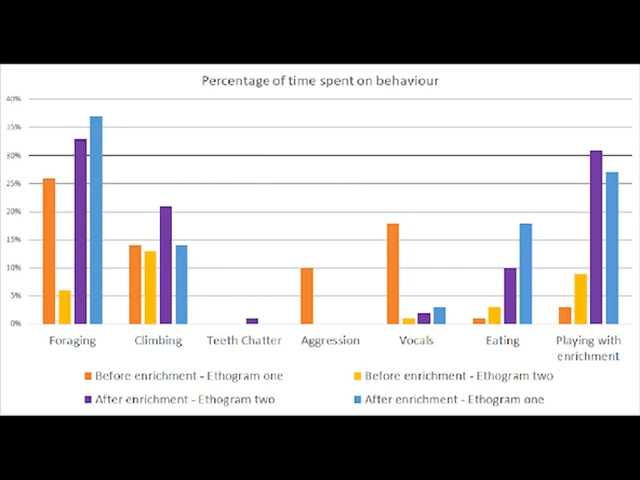 Percentage of time spent on behaviour
40%
35%
30%
25%
20%
15%
10%
5%
0%
Foraging Climbing Teeth Chatter Aggression Vocals Eating Playing with enrichment
Before enrichment - Ethogram one Before enrichment - Ethogram two
After enrichment - Ethogram two After enrichment - Ethogram one